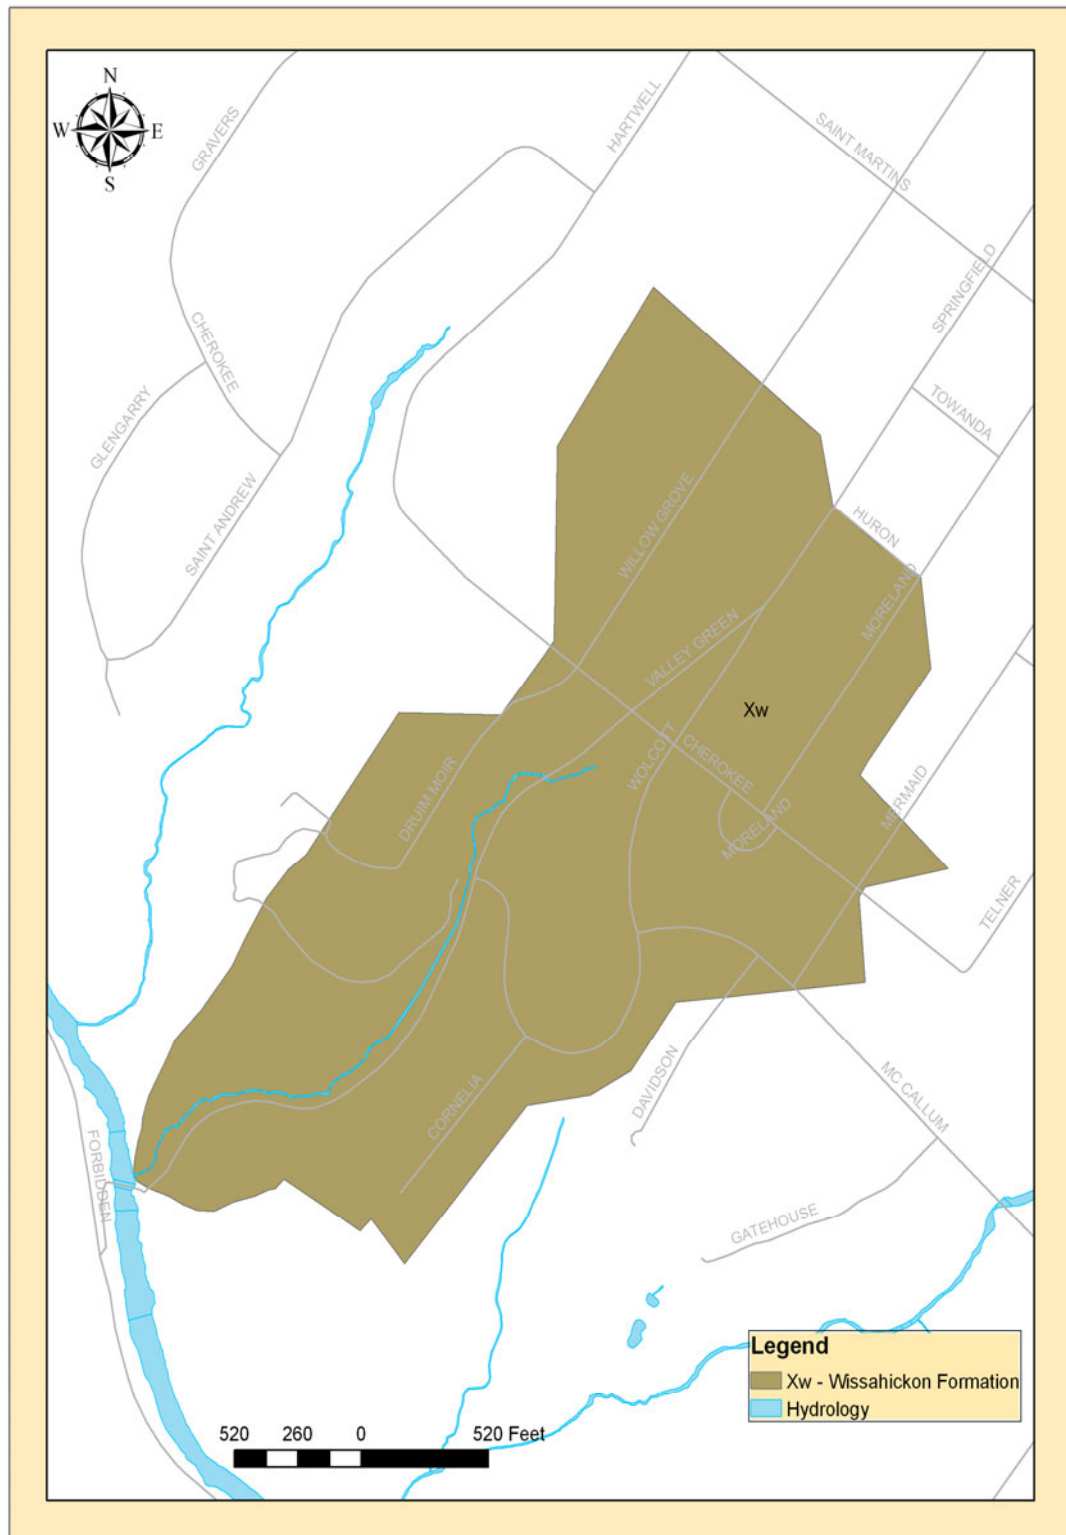 N
W E
S
GRAVERS
HARTWELL
SAINT MARTINS
SPRINGFIELD
CHEROKEE
GLENGARRY
TOWANDA
SAINT ANDREW
WILLOW GROVE
HURON
MORELAND
VALLEY GREEN
Xw
WOLCOTT
CHEROKEE
DRUIM MOIR
MORELAND
MERMAID
TELNER
DAVIDSON
CORNELIA
MC CALLUM
FORBIDDEN
GATEHOUSE
Legend
Xw - Wissahickon Formation
Hydrology
520 260 0 520 Feet